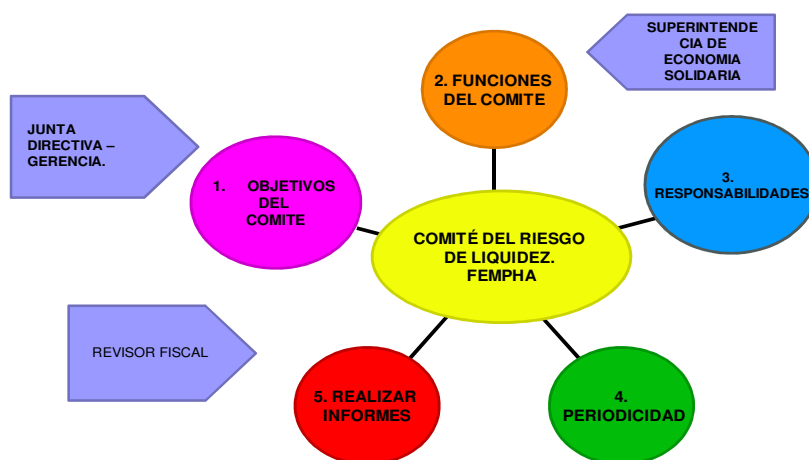 SUPERINTENDE
CIA DE
ECONOMIA
SOLIDARIA
2. FUNCIONES
DEL COMITE
JUNTA
DIRECTIVA –
GERENCIA.
1. OBJETIVOS
DEL
COMITE
3.
RESPONSABILIDADES
COMITÉ DEL RIESGO
DE LIQUIDEZ.
FEMPHA
REVISOR FISCAL
5. REALIZAR
INFORMES
4.
PERIODICIDAD